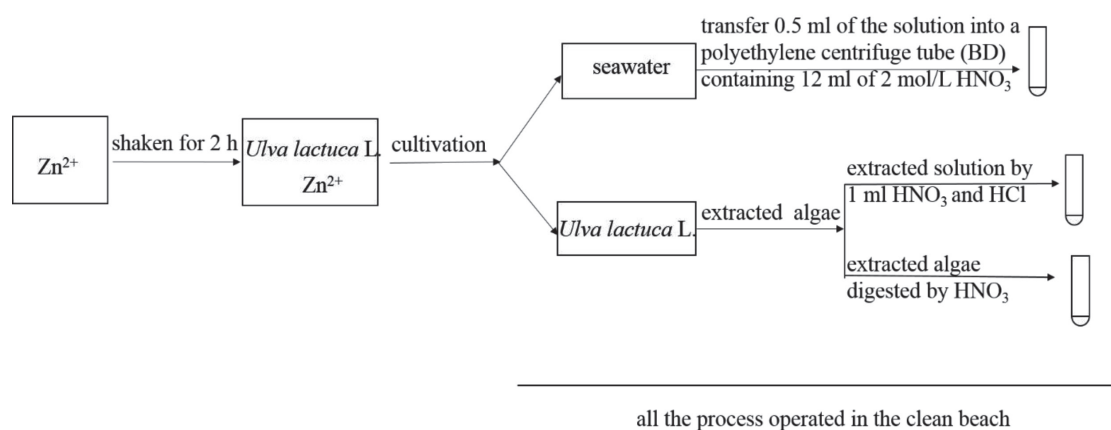 Zn²⁺
shaken for 2 h
Ulva lactuca L.
Zn²⁺
cultivation
seawater
transfer 0.5 ml of the solution into a
polyethylene centrifuge tube (BD)
containing 12 ml of 2 mol/L HNO₃
Ulva lactuca L.
extracted algae
extracted solution by
1 ml HNO₃ and HCl
extracted algae
digested by HNO₃
all the process operated in the clean beach